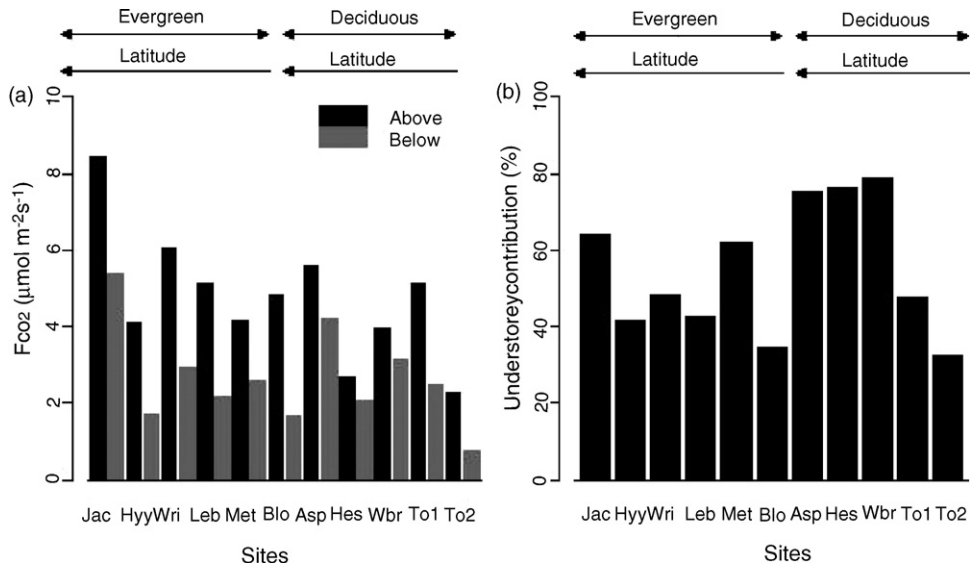 Evergreen Deciduous
Latitude Latitude
(a)
10
8
6
4
2
0
Fco2 (μmol m-2s-1)
Above
Below
Jac HyyWri Leb Met Blo Asp Hes Wbr To1 To2
Sites
Evergreen Deciduous
Latitude Latitude
(b)
100
80
60
40
20
0
Understoreycontribution (%)
Jac HyyWri Leb Met Blo Asp Hes Wbr To1 To2
Sites